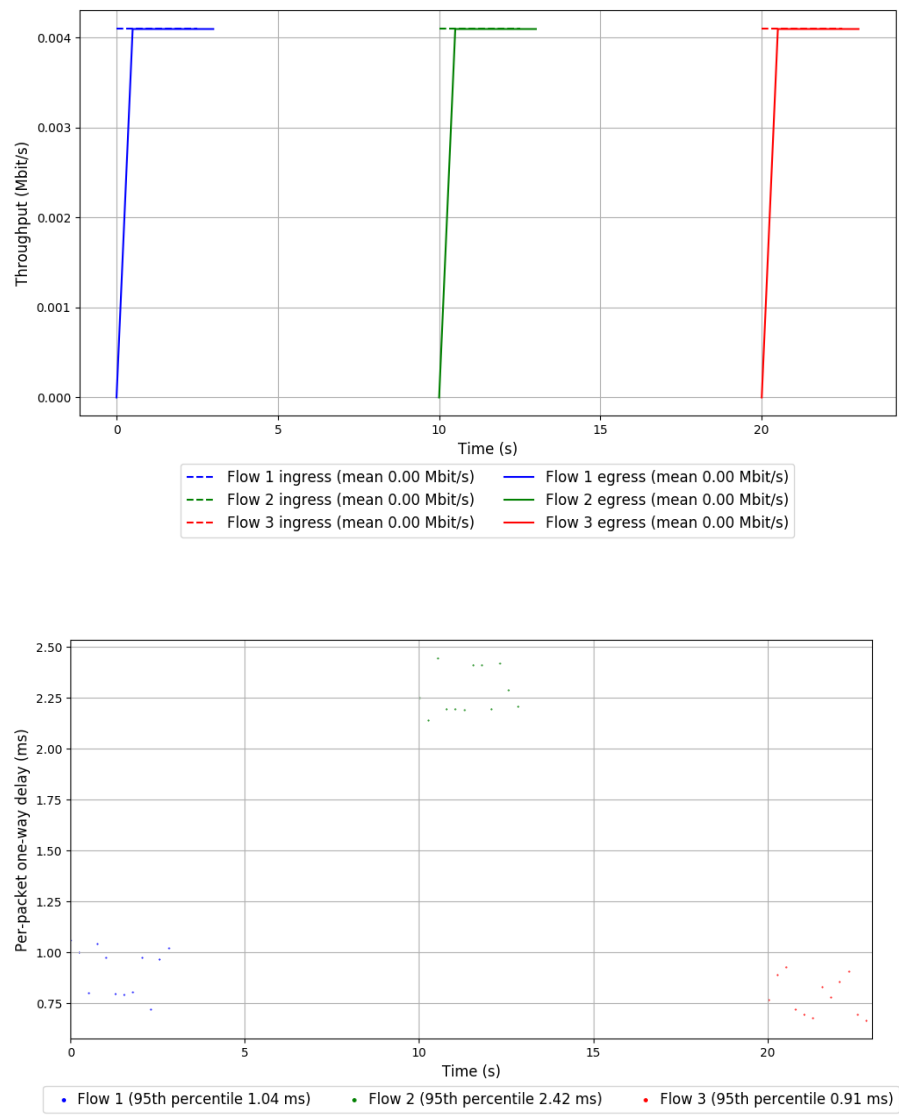 0.004
0.003
0.002
0.001
0.000
Throughput (Mbit/s)
0 5 10 15 20
Time (s)
Flow 1 ingress (mean 0.00 Mbit/s) Flow 1 egress (mean 0.00 Mbit/s)
Flow 2 ingress (mean 0.00 Mbit/s) Flow 2 egress (mean 0.00 Mbit/s)
Flow 3 ingress (mean 0.00 Mbit/s) Flow 3 egress (mean 0.00 Mbit/s)
2.50
2.25
2.00
1.75
1.50
1.25
1.00
0.75
Per-packet one-way delay (ms)
0 5 10 15 20
Time (s)
Flow 1 (95th percentile 1.04 ms) Flow 2 (95th percentile 2.42 ms) Flow 3 (95th percentile 0.91 ms)